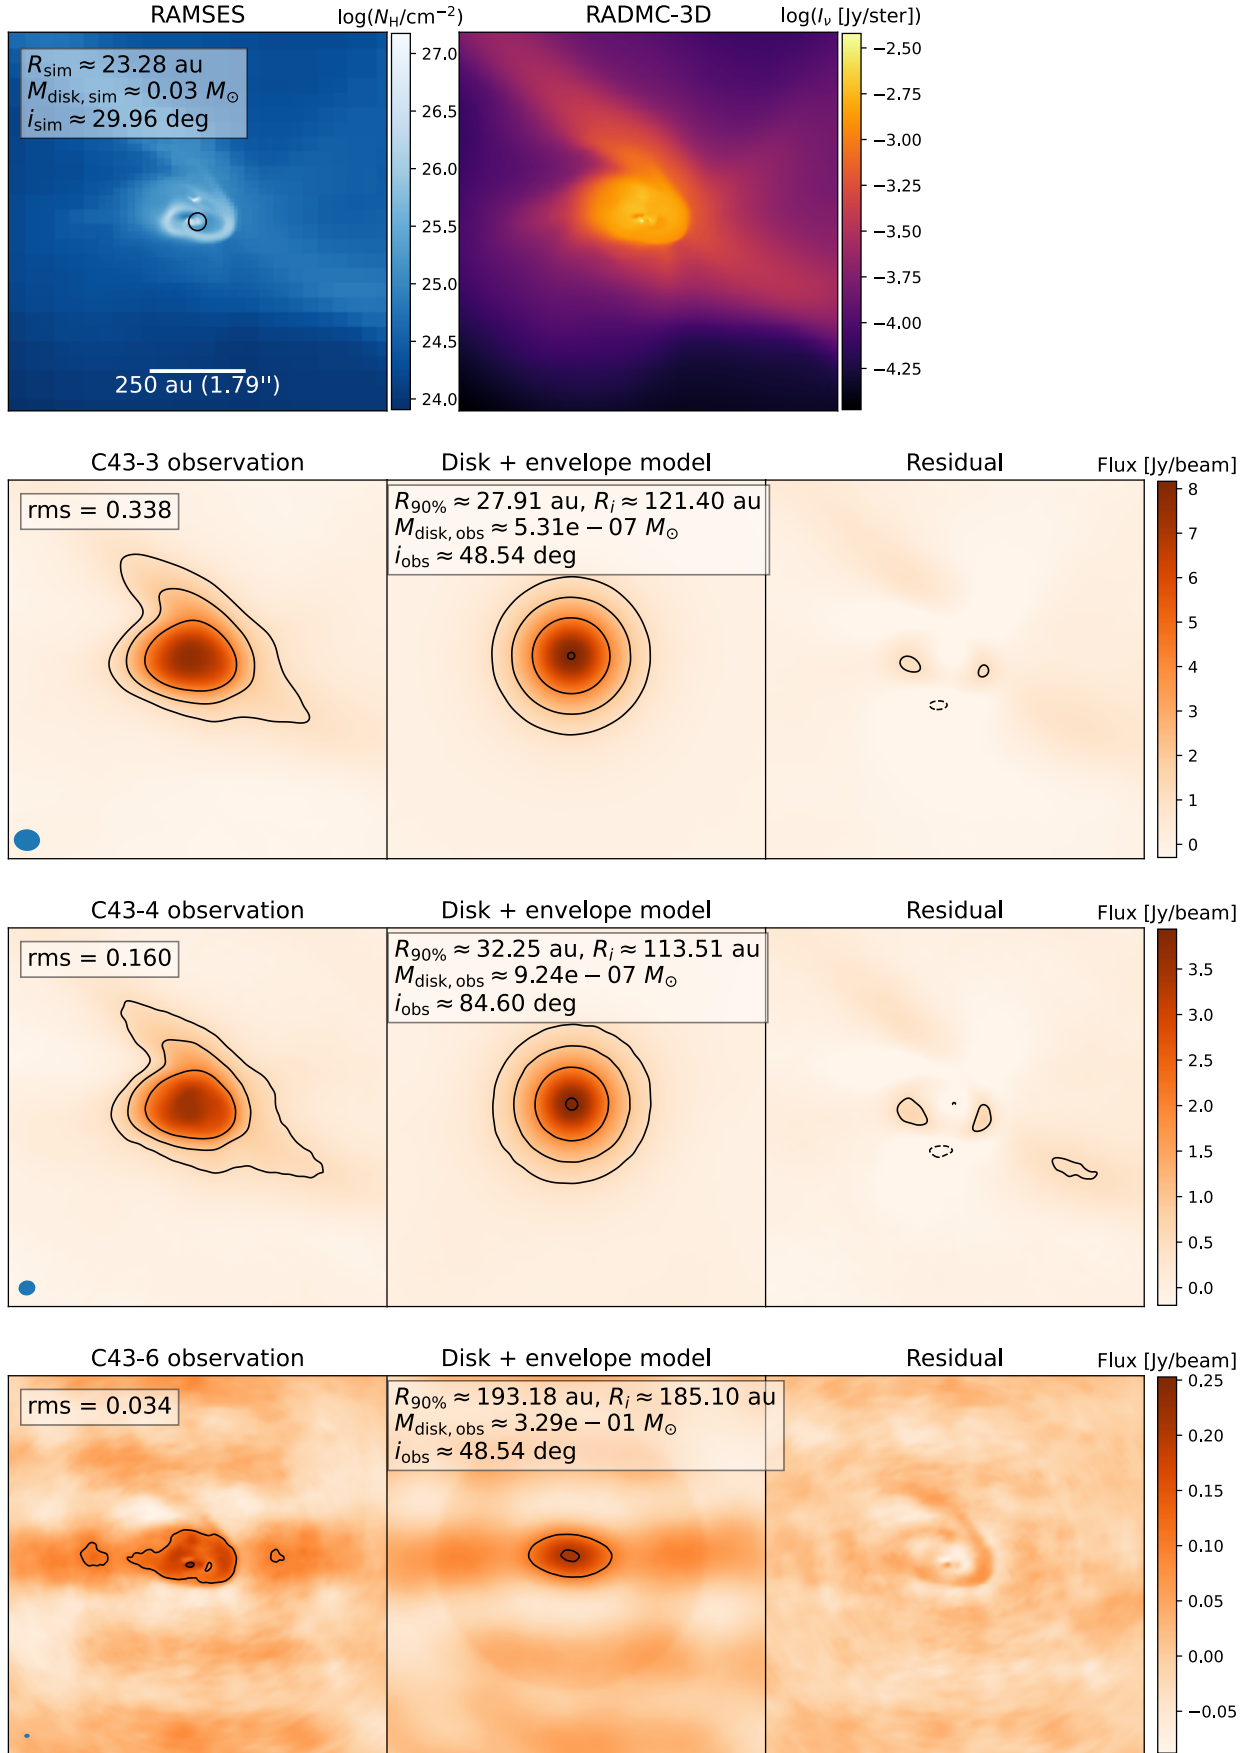 RAMSES
log(N_H/cm⁻²)
RADMC-3D
log(I_ν [Jy/ster])
R_sim ≈ 23.28 au
M_disk, sim ≈ 0.03 M_⊙
i_sim ≈ 29.96 deg
250 au (1.79'')
27.0
26.5
26.0
25.5
25.0
24.5
24.0
−2.50
−2.75
−3.00
−3.25
−3.50
−3.75
−4.00
−4.25
C43-3 observation
Disk + envelope model
Residual
Flux [Jy/beam]
rms = 0.338
R_90% ≈ 27.91 au, R_i ≈ 121.40 au
M_disk, obs ≈ 5.31e − 07 M_⊙
i_obs ≈ 48.54 deg
8
7
6
5
4
3
2
1
0
C43-4 observation
Disk + envelope model
Residual
Flux [Jy/beam]
rms = 0.160
R_90% ≈ 32.25 au, R_i ≈ 113.51 au
M_disk, obs ≈ 9.24e − 07 M_⊙
i_obs ≈ 84.60 deg
3.5
3.0
2.5
2.0
1.5
1.0
0.5
0.0
C43-6 observation
Disk + envelope model
Residual
Flux [Jy/beam]
rms = 0.034
R_90% ≈ 193.18 au, R_i ≈ 185.10 au
M_disk, obs ≈ 3.29e − 01 M_⊙
i_obs ≈ 48.54 deg
0.25
0.20
0.15
0.10
0.05
0.00
−0.05